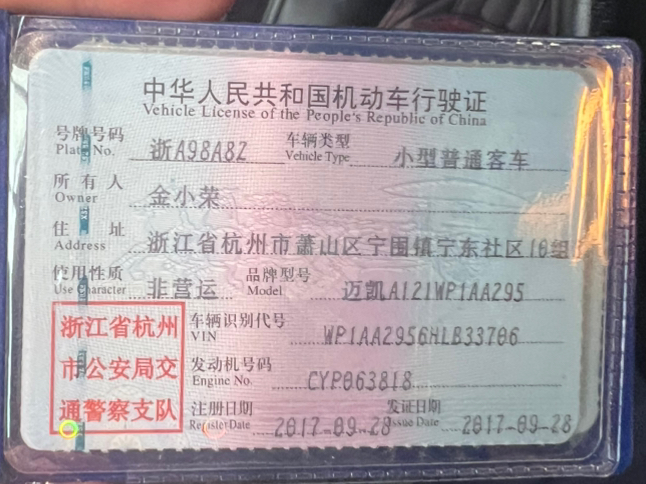 中华人民共和国机动车行驶证
Vehicle License of the People's Republic of China
号牌号码 浙A98A8Z 车辆类型 小型普通客车
Plate No. Vehicle Type
所有人 金小荣
Owner
住址 浙江省杭州市萧山区宁围镇宁东社区18组
Address
使用性质 非营运 品牌型号 迈凯A121WP1AA295
Use Character Model
浙江省杭州
市公安局交
通警察支队
车辆识别代号 WP1AA2956HLB33706
VIN
发动机号码 CYP063818
Engine No.
注册日期 2017-09-28 发证日期 2017-09-28
Register Date Issue Date